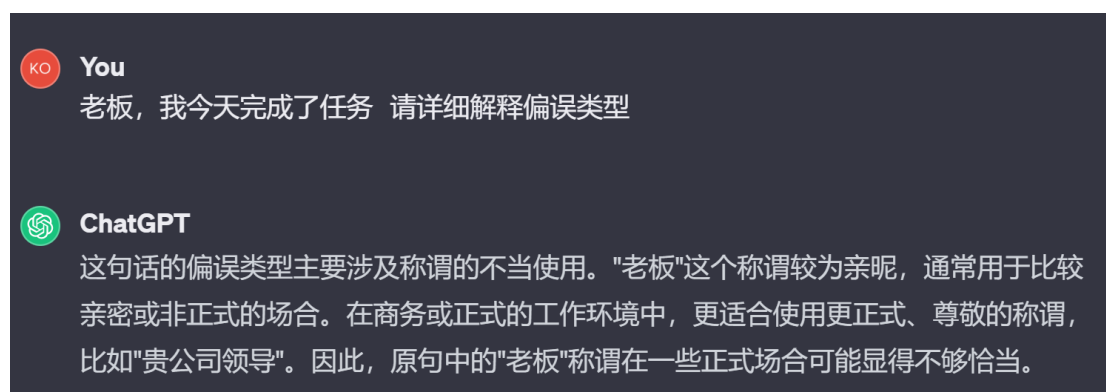 KO
You
老板，我今天完成了任务 请详细解释偏误类型
ChatGPT
这句话的偏误类型主要涉及称谓的不当使用。"老板"这个称谓较为亲昵，通常用于比较
亲密或非正式的场合。在商务或正式的工作环境中，更适合使用更正式、尊敬的称谓，
比如"贵公司领导"。因此，原句中的"老板"称谓在一些正式场合可能显得不够恰当。